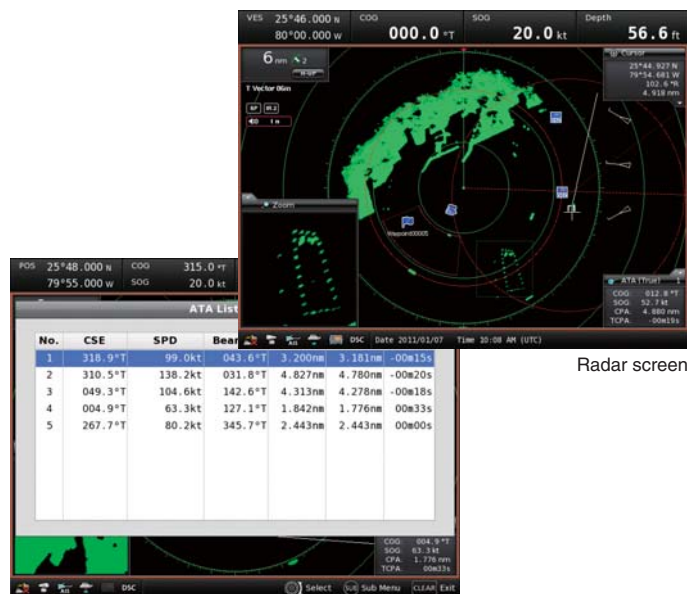 VES 25°46.000 N COG SOG Depth
80°00.000 W 000.0 °T 20.0 kt 56.6 ft
6 nm 2
H-UP
T Vector 06m
Cursor
25°44.927 N
79°54.681 W
102.6 °R
4.918 nm
Zoom
Waypoint00005
ATA (True) 1
COG: 012.8 °T
SOG: 52.7 kt
CPA: 4.880 nm
TCPA: -00m19s
AIS DSC Date 2011/01/07 Time 10:08 AM (UTC)
Radar screen
POS 25°48.000 N COG 315.0 °T
79°55.000 W SOG 20.0 kt
ATA List
No. CSE SPD Bear
1 318.9°T 99.0kt 043.6°T 3.200nm 3.181nm -00m15s
2 310.5°T 138.2kt 031.8°T 4.827nm 4.780nm -00m20s
3 049.3°T 104.6kt 142.6°T 4.313nm 4.278nm -00m18s
4 004.9°T 63.3kt 127.1°T 1.842nm 1.776nm 00m33s
5 267.7°T 80.2kt 345.7°T 2.443nm 2.443nm 00m00s
COG: 004.9 °T
SOG: 63.3 kt
CPA: 1.776 nm
TCPA: 00m33s
AIS DSC Select SUB Sub Menu CLEAR Exit